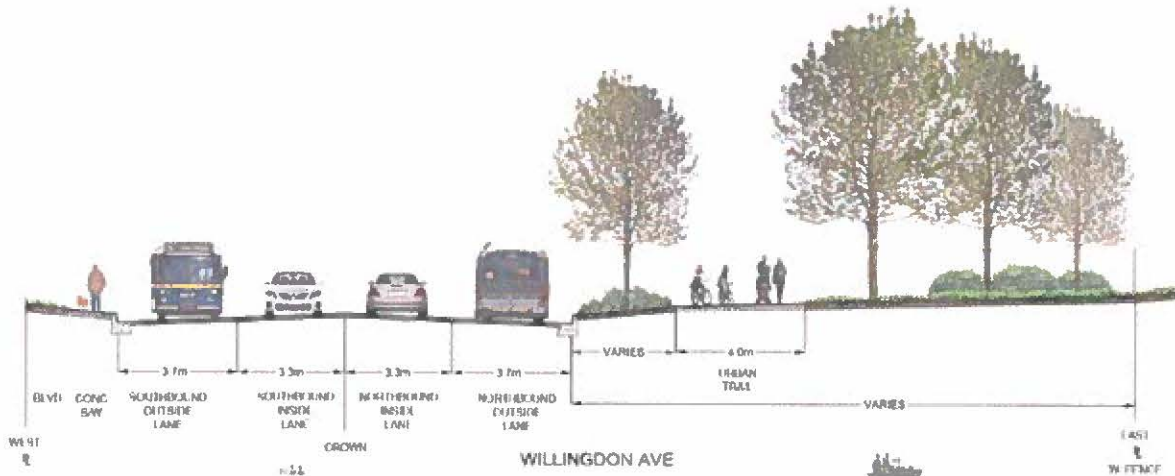 3.7m
3.3m
3.3m
3.7m
VARIES
4.0m
URBAN
TRAIL
BLVD
CONC
SOUTHBOUND
OUTSIDE
LANE
SOUTHBOUND
INSIDE
LANE
NORTHBOUND
INSIDE
LANE
NORTHBOUND
OUTSIDE
LANE
VARIES
WEST
CROWN
WILLINGDON AVE
EAST